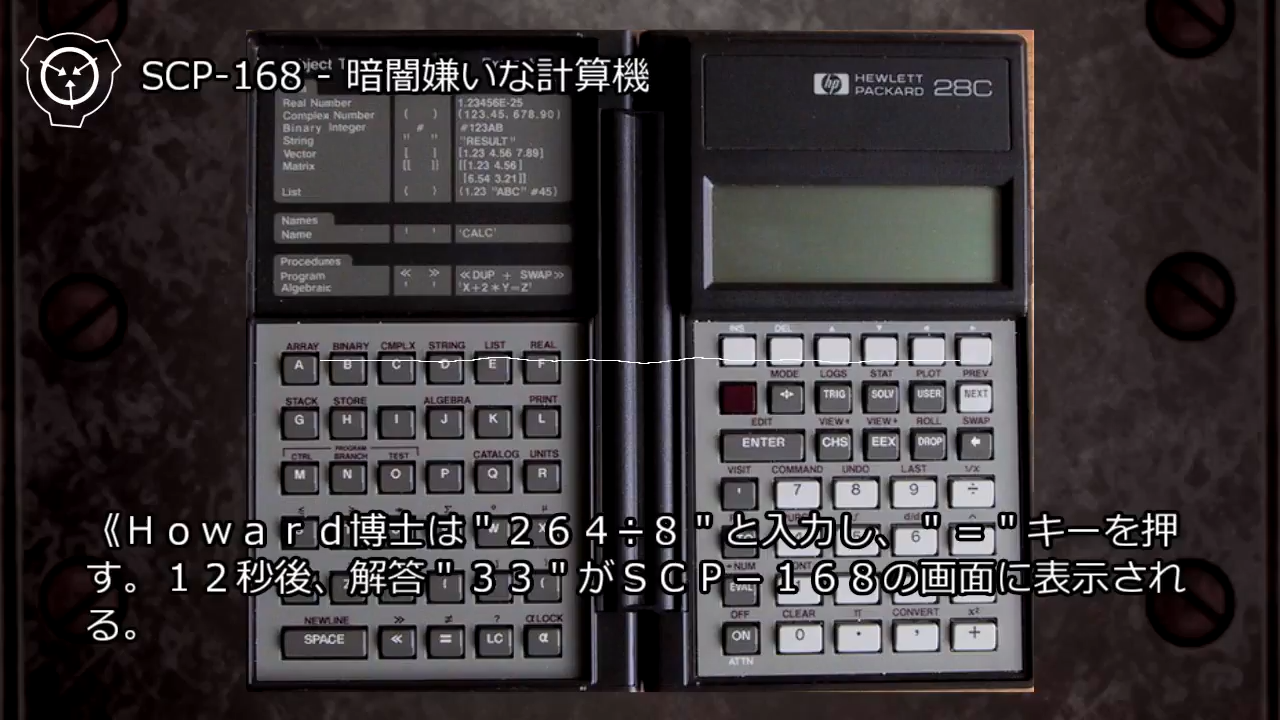 SCP-168 - 暗闇嫌いな計算機
hp HEWLETT PACKARD 28C
Real Number 1.23456E-25
Complex Number ( ) (123.45, 678.90)
Binary Integer # #123AB
String " " "RESULT"
Vector [ ] [1.23 4.56 7.89]
Matrix [[ ]] [[1.23 4.56]
[6.54 3.21]]
List { } {1.23 "ABC" #45}
Names
Name ' ' 'CALC'
Procedures
Program « » «DUP + SWAP»
Algebraic ' ' 'X+2*Y=Z'
INS DEL ▲ ▼ ◄ ►
ARRAY BINARY CMPLX STRING LIST REAL
A B C D E F
MODE LOGS STAT PLOT PREV
TRIG SOLV USER NEXT
STACK STORE ALGEBRA PRINT
G H I J K L
EDIT VIEW▲ VIEW▼ ROLL SWAP
ENTER CHS EEX DROP
CTRL PROGRAM BRANCH TEST CATALOG UNITS
M N O P Q R
VISIT COMMAND UNDO LAST 1/x
' 7 8 9 ÷
《Ｈｏｗａｒｄ博士は"２６４÷８"と入力し、"＝"キーを押
す。１２秒後、解答"３３"がＳＣＰ－１６８の画面に表示され
る。
6
EVAL
NEWLINE » ≠ ? αLOCK
SPACE « = LC α
OFF CLEAR π CONVERT x²
ON 0 . , +
ATTN